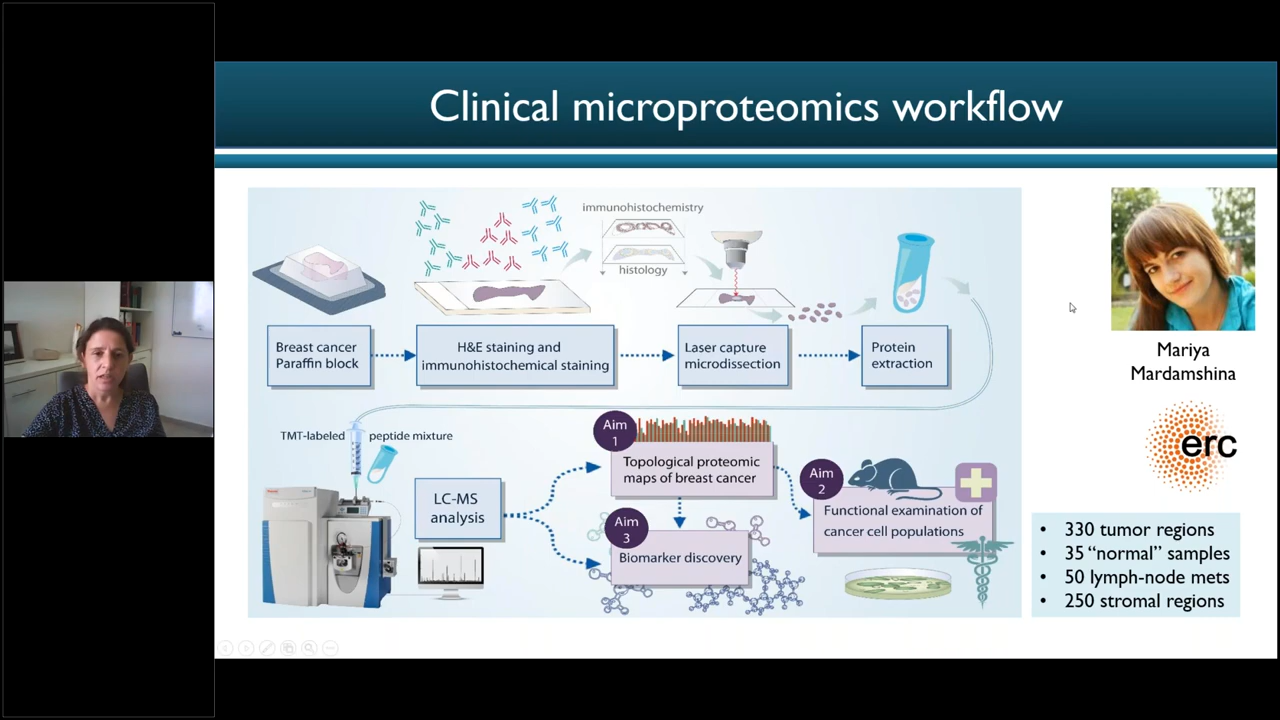 Clinical microproteomics workflow
immunohistochemistry
histology
Breast cancer
Paraffin block
H&E staining and
immunohistochemical staining
Laser capture
microdissection
Protein
extraction
TMT-labeled
peptide mixture
LC-MS
analysis
Aim
1
Topological proteomic
maps of breast cancer
Aim
2
Functional examination of
cancer cell populations
Aim
3
Biomarker discovery
Mariya
Mardamshina
erc
• 330 tumor regions
• 35 “normal” samples
• 50 lymph-node mets
• 250 stromal regions